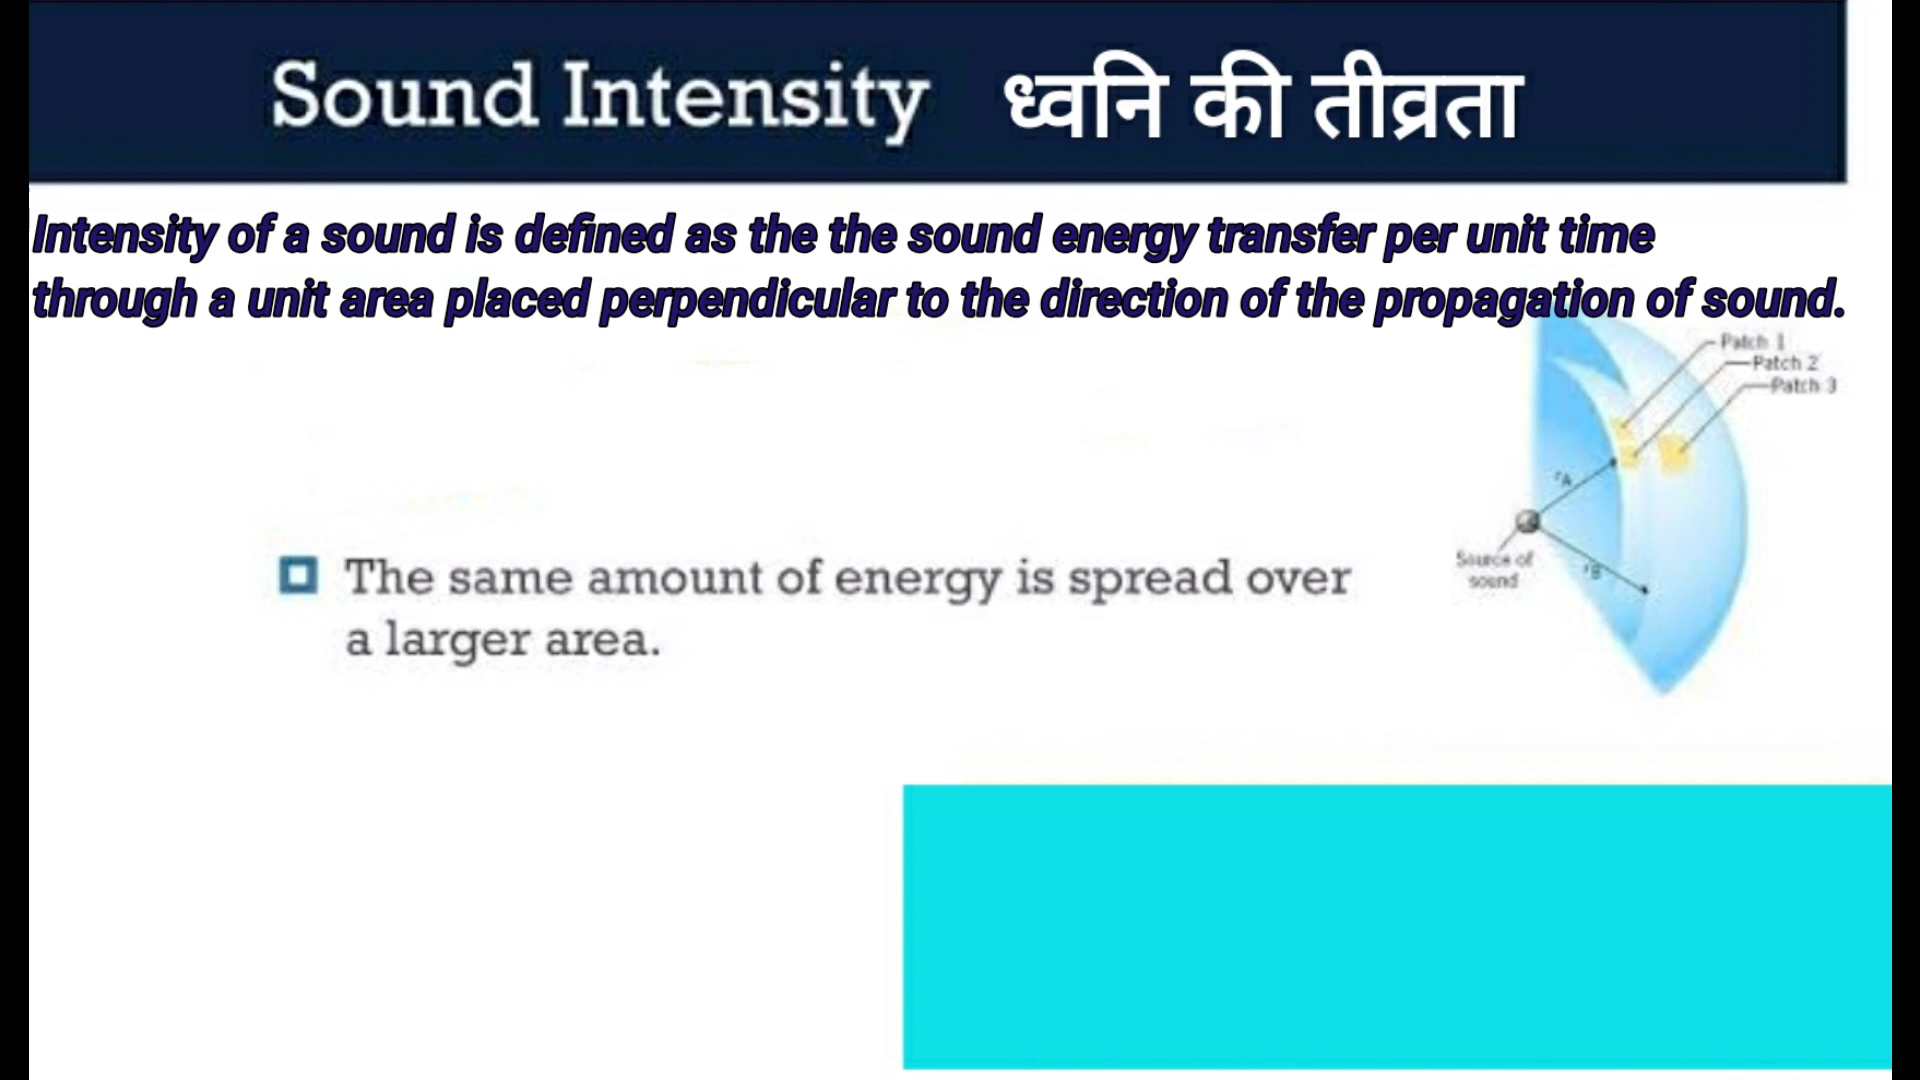 Sound Intensity ध्वनि की तीव्रता
Intensity of a sound is defined as the the sound energy transfer per unit time
through a unit area placed perpendicular to the direction of the propagation of sound.
Patch 1
Patch 2
Patch 3
rA
Source of
sound
rB
The same amount of energy is spread over
a larger area.